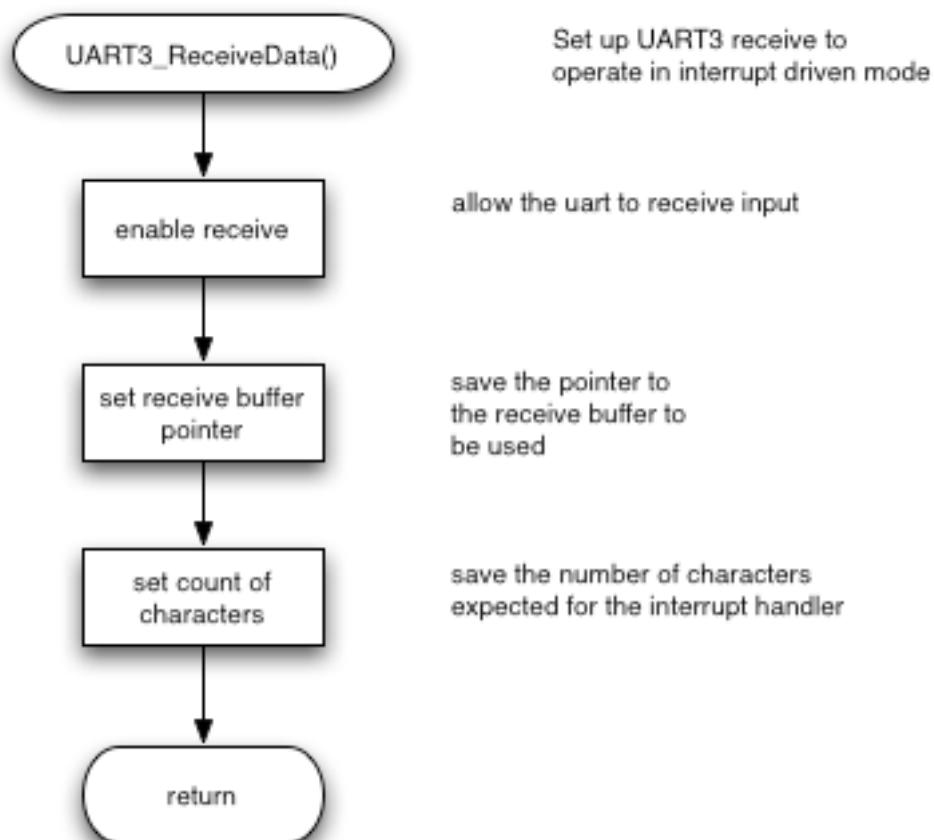 UART3_ReceiveData()
Set up UART3 receive to
operate in interrupt driven mode
enable receive
allow the uart to receive input
set receive buffer
pointer
save the pointer to
the receive buffer to
be used
set count of
characters
save the number of characters
expected for the interrupt handler
return